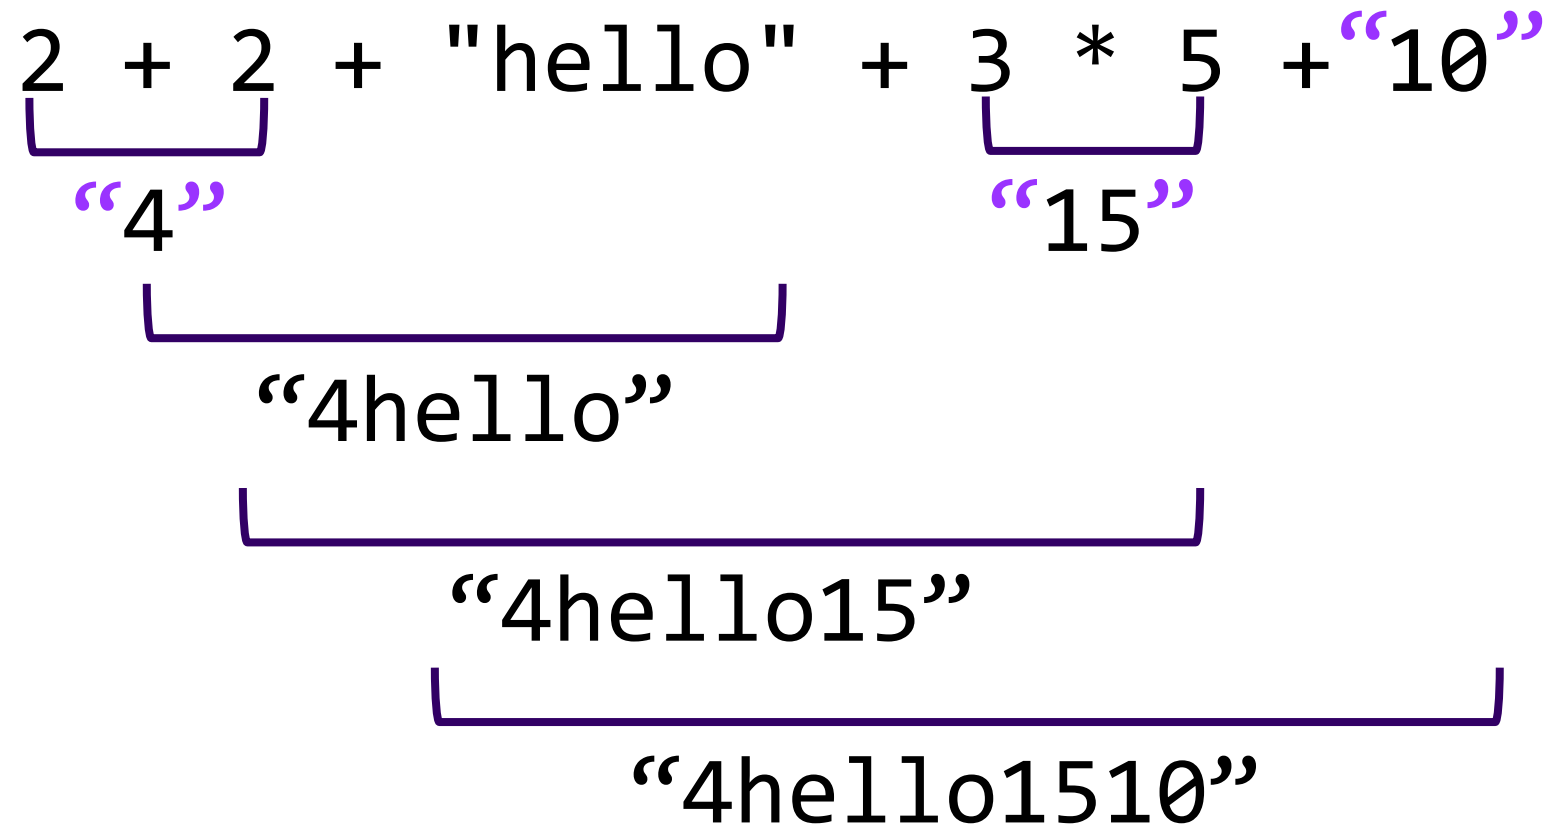 2 + 2 + "hello" + 3 * 5 +“10”
“4” “15”
“4hello”
“4hello15”
“4hello1510”